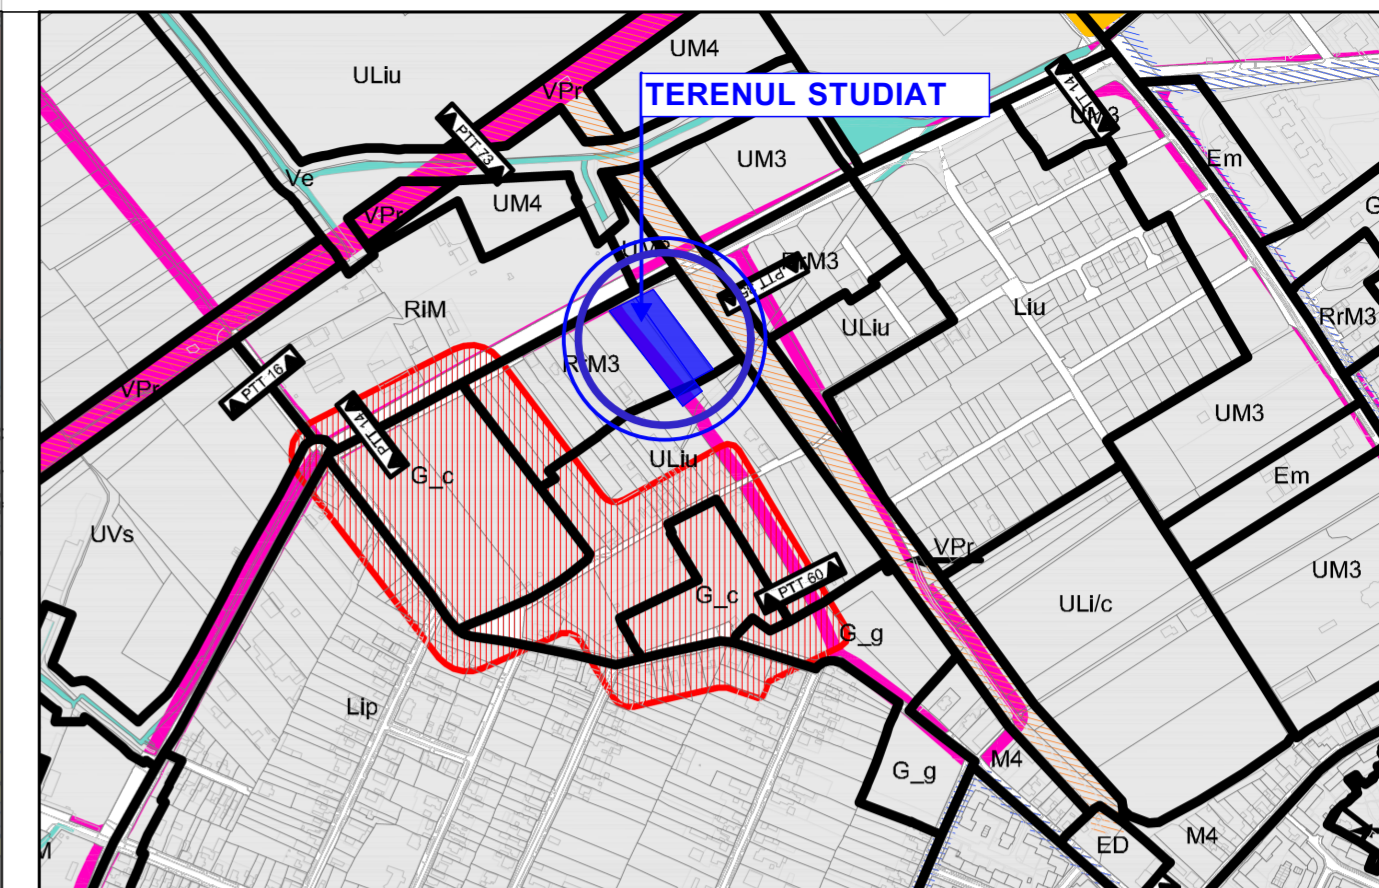 UM4
ULiu
VPr
TERENUL STUDIAT
PTT 14
UM3
PTT 73
UM3
Em
Ve
UM4
VPr
G
RrM3
RiM
Liu
RrM3
ULiu
RrM3
VPr
PTT 16
UM3
PTT 14
ULiu
G_c
Em
UVs
VPr
UM3
PTT 60
G_c
ULi/c
G_g
Lip
M4
G_g
M4
ED
M